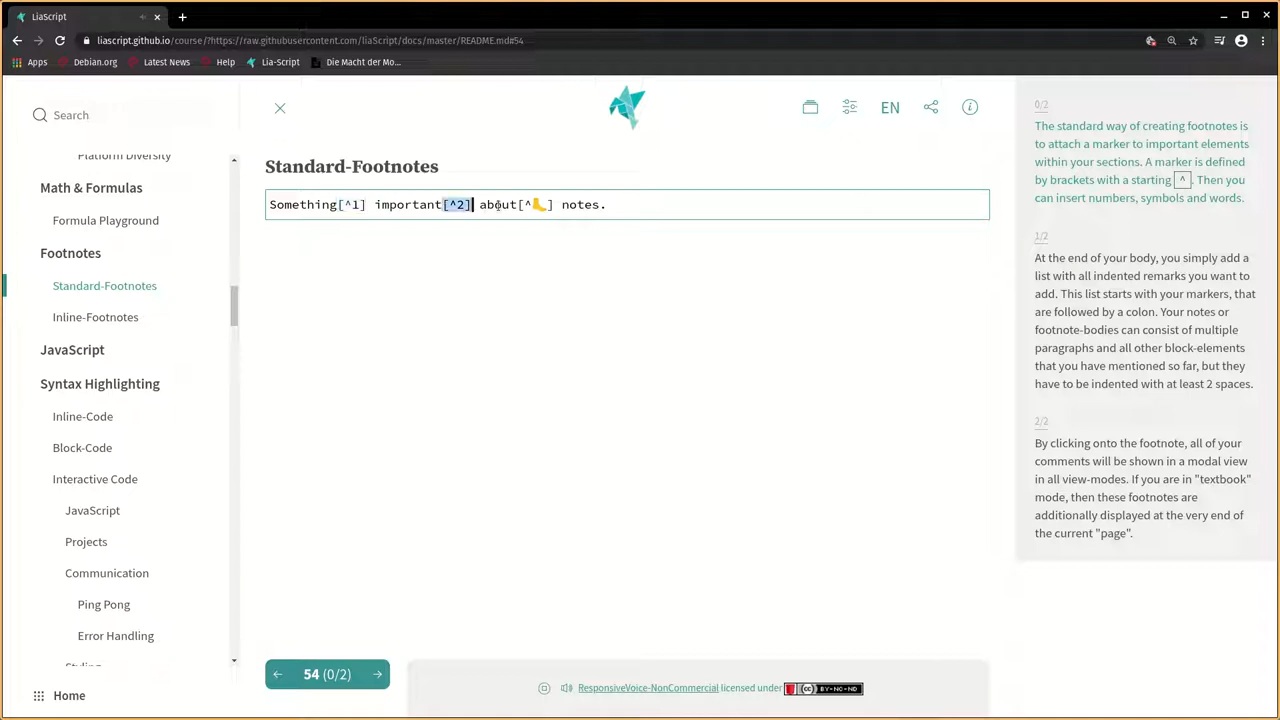 LiaScript
liascript.github.io/course/?https://raw.githubusercontent.com/liaScript/docs/master/README.md#54
Apps
Debian.org
Latest News
Help
Lia-Script
Die Macht der Mo...
Search
Platform Diversity
Math & Formulas
Formula Playground
Footnotes
Standard-Footnotes
Inline-Footnotes
JavaScript
Syntax Highlighting
Inline-Code
Block-Code
Interactive Code
JavaScript
Projects
Communication
Ping Pong
Error Handling
Styling
Home
EN
Standard-Footnotes
Something[^1] important[^2] about[^🦶] notes.
54 (0/2)
ResponsiveVoice-NonCommercial licensed under
CC BY-NC-ND
0/2
The standard way of creating footnotes is
to attach a marker to important elements
within your sections. A marker is defined
by brackets with a starting ^. Then you
can insert numbers, symbols and words.
1/2
At the end of your body, you simply add a
list with all indented remarks you want to
add. This list starts with your markers, that
are followed by a colon. Your notes or
footnote-bodies can consist of multiple
paragraphs and all other block-elements
that you have mentioned so far, but they
have to be indented with at least 2 spaces.
2/2
By clicking onto the footnote, all of your
comments will be shown in a modal view
in all view-modes. If you are in "textbook"
mode, then these footnotes are
additionally displayed at the very end of
the current "page".